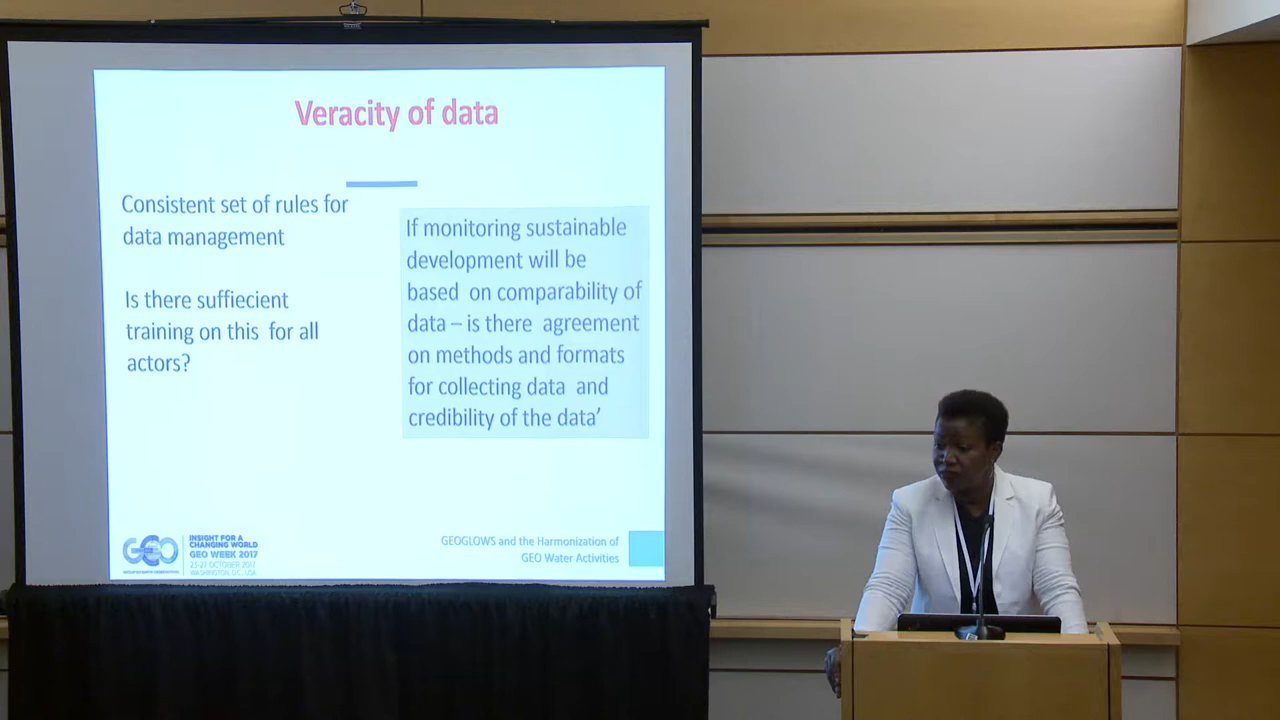 Veracity of data
Consistent set of rules for
data management
Is there suffiecient
training on this  for all
actors?
If monitoring sustainable
development will be
based  on comparability of
data – is there  agreement
on methods and formats
for collecting data  and
credibility of the data’
GEO
INSIGHT FOR A
CHANGING WORLD
GEO WEEK 2017
23-27 OCTOBER 2017
WASHINGTON, D.C., USA
GEOGLOWS and the Harmonization of
GEO Water Activities